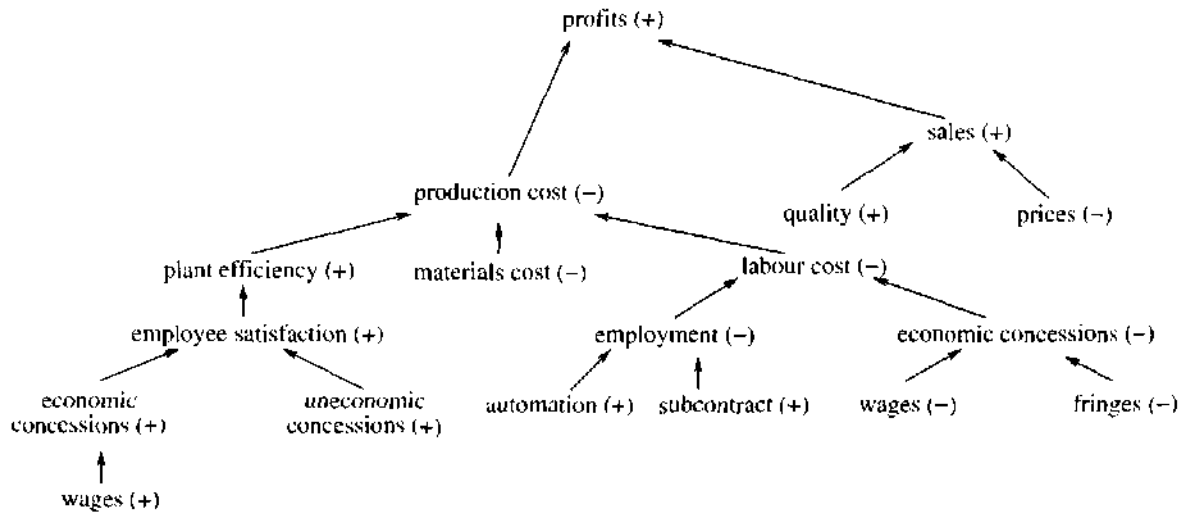 profits (+)
sales (+)
production cost (−)
quality (+) prices (−)
plant efficiency (+) materials cost (−) labour cost (−)
employee satisfaction (+) employment (−) economic concessions (−)
economic concessions (+)
uneconomic concessions (+)
automation (+) subcontract (+) wages (−) fringes (−)
wages (+)